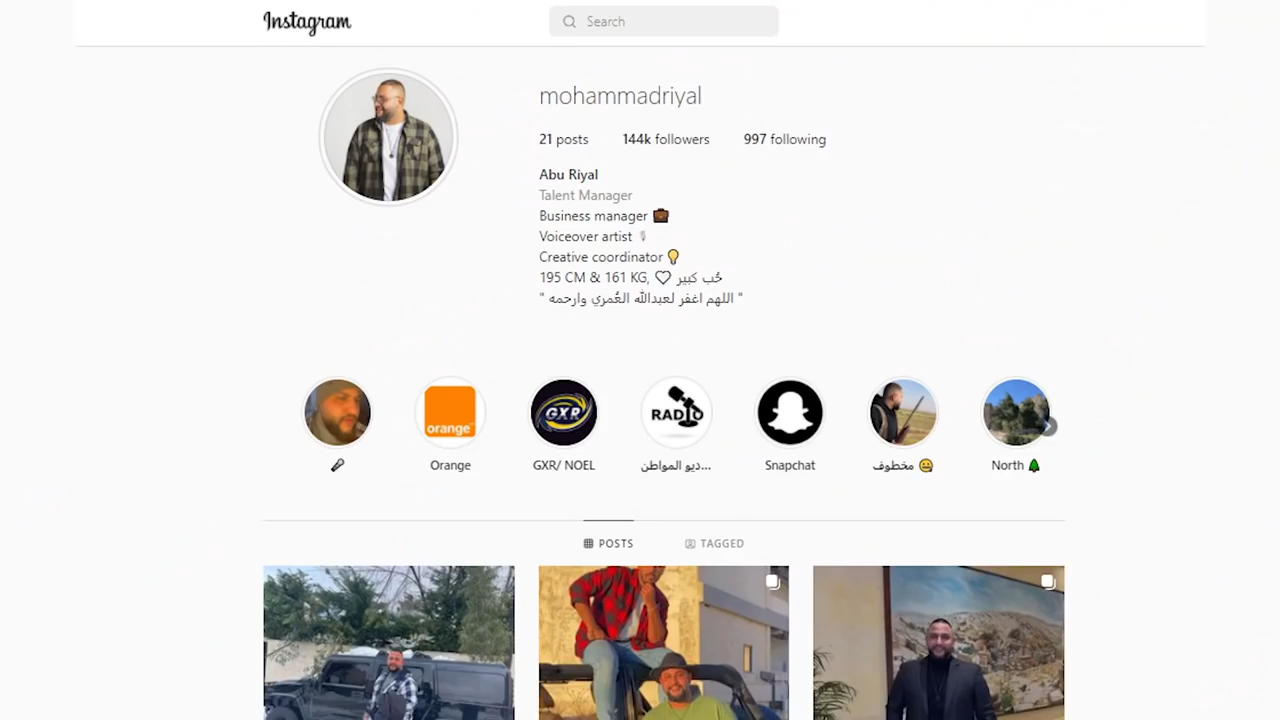 Instagram
Search
mohammadriyal
21 posts 144k followers 997 following
Abu Riyal
Talent Manager
Business manager 💼
Voiceover artist 🎙
Creative coordinator 💡
195 CM & 161 KG, ♡ حُب كبير
" اللهم اغفر لعبدالله العُمري وارحمه "
orange
GXR
RADIO
🎤 Orange GXR/ NOEL ...ديو المواطن Snapchat مخطوف 🤐 North 🌲
POSTS TAGGED